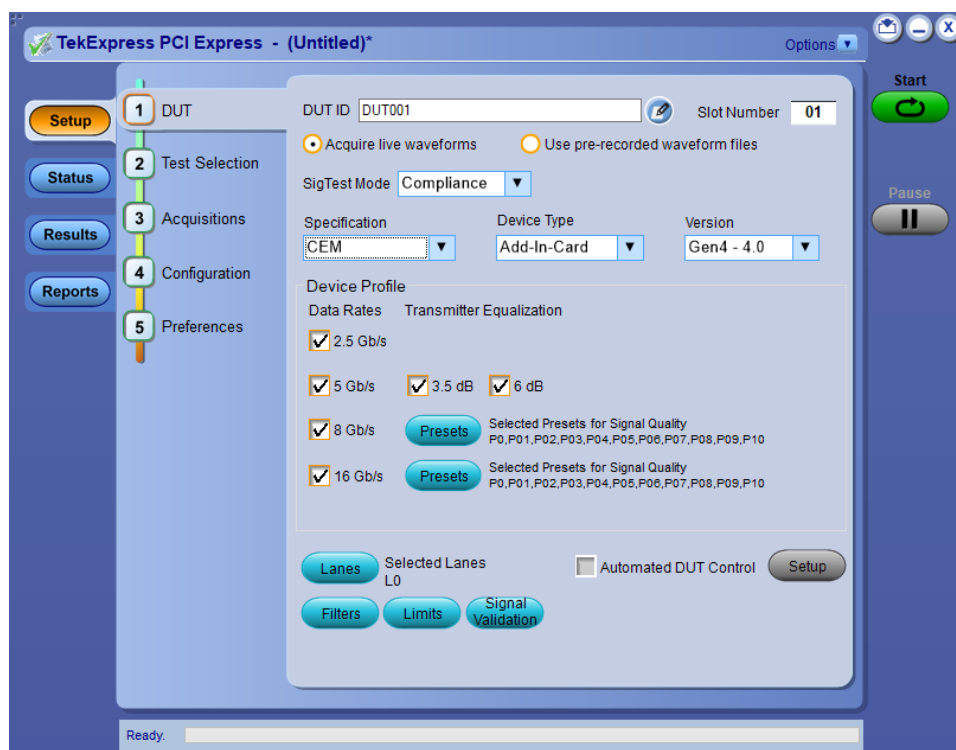 TekExpress PCI Express - (Untitled)*
Options
X
Start
Pause
Setup
Status
Results
Reports
1 DUT
2 Test Selection
3 Acquisitions
4 Configuration
5 Preferences
DUT ID DUT001
Slot Number 01
Acquire live waveforms
Use pre-recorded waveform files
SigTest Mode Compliance
Specification
Device Type
Version
CEM
Add-In-Card
Gen4 - 4.0
Device Profile
Data Rates Transmitter Equalization
2.5 Gb/s
5 Gb/s 3.5 dB 6 dB
8 Gb/s Presets
Selected Presets for Signal Quality
P0,P01,P02,P03,P04,P05,P06,P07,P08,P09,P10
16 Gb/s Presets
Selected Presets for Signal Quality
P0,P01,P02,P03,P04,P05,P06,P07,P08,P09,P10
Lanes
Selected Lanes
L0
Automated DUT Control
Setup
Filters
Limits
Signal
Validation
Ready.